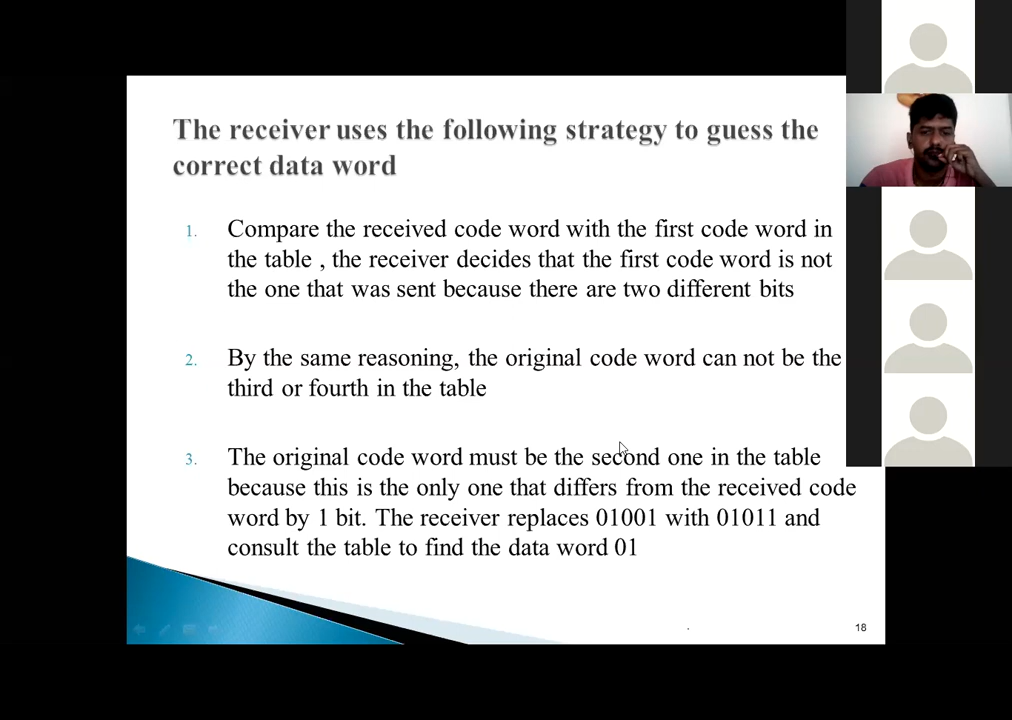 The receiver uses the following strategy to guess the
correct data word
1. Compare the received code word with the first code word in
the table , the receiver decides that the first code word is not
the one that was sent because there are two different bits
2. By the same reasoning, the original code word can not be the
third or fourth in the table
3. The original code word must be the second one in the table
because this is the only one that differs from the received code
word by 1 bit. The receiver replaces 01001 with 01011 and
consult the table to find the data word 01
18